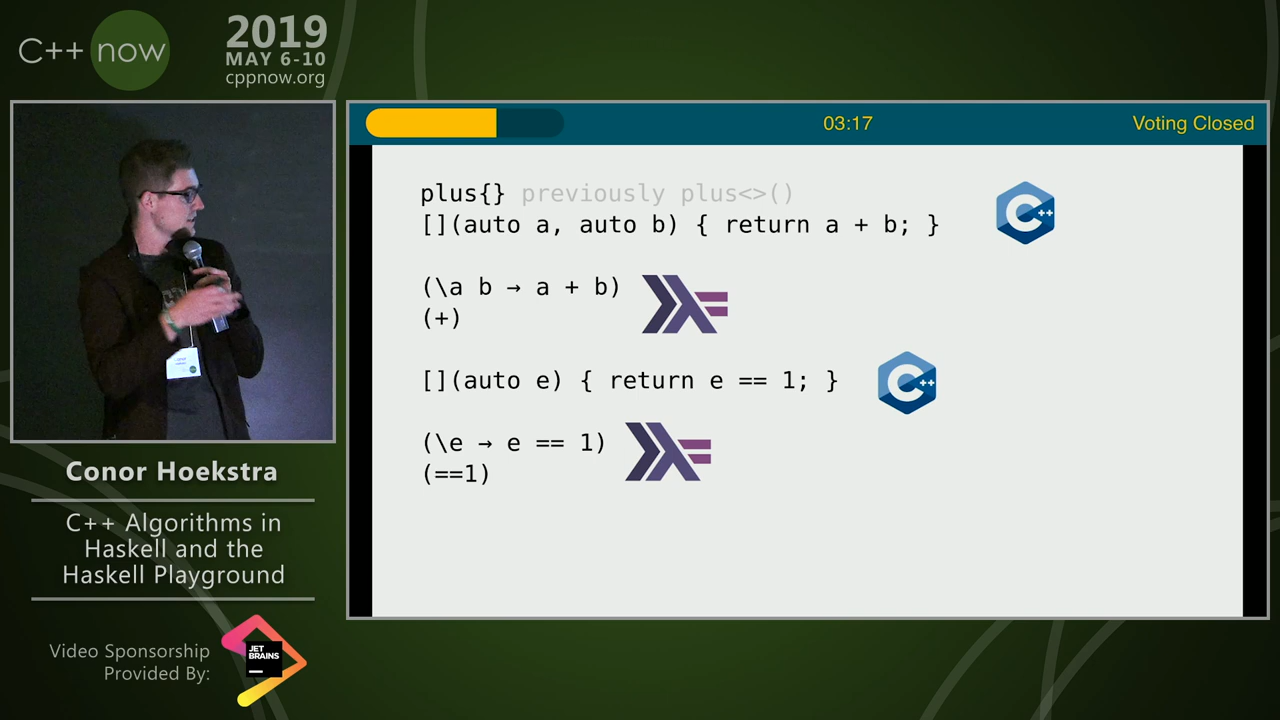 C++ now
2019
MAY 6-10
cppnow.org
03:17
Voting Closed
plus{} previously plus<>()
[](auto a, auto b) { return a + b; }
C++
(\a b → a + b)
(+)
[](auto e) { return e == 1; }
C++
(\e → e == 1)
(==1)
Conor Hoekstra
C++ Algorithms in
Haskell and the
Haskell Playground
Video Sponsorship
Provided By:
JET
BRAINS